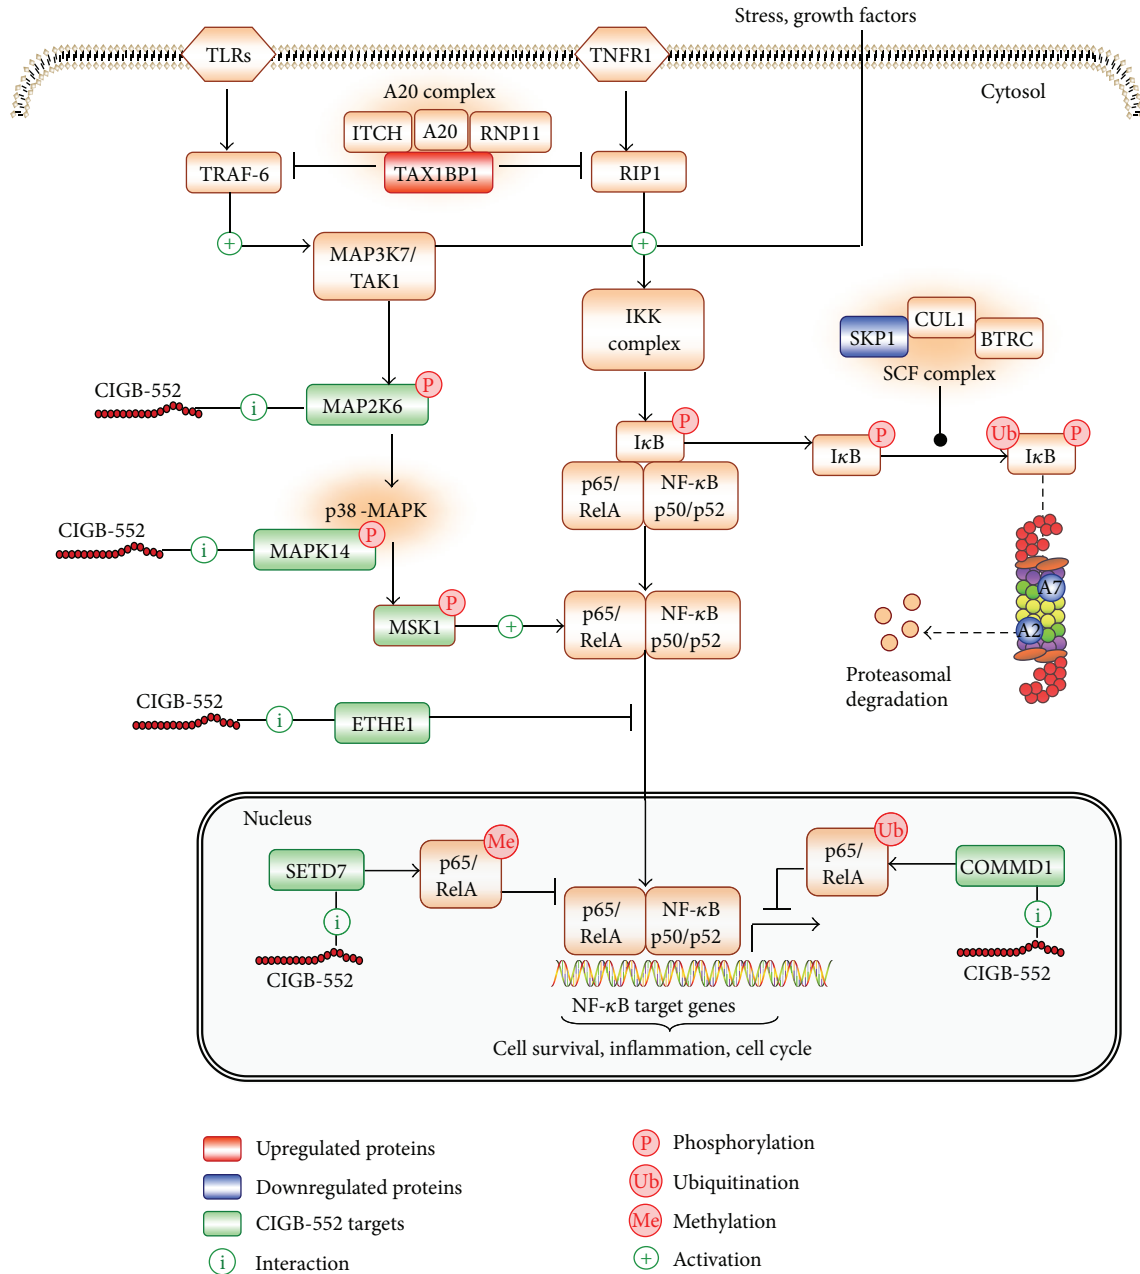 Stress, growth factors
TLRs
TNFR1
Cytosol
A20 complex
ITCH
A20
RNP11
TRAF-6
TAX1BP1
RIP1
+
MAP3K7/
TAK1
+
IKK
complex
SKP1
CUL1
BTRC
SCF complex
CIGB-552
i
MAP2K6
P
IκB
P
IκB
P
Ub
IκB
P
p65/
RelA
NF-κB
p50/p52
p38 -MAPK
CIGB-552
i
MAPK14
P
A7
A2
MSK1
P
+
p65/
RelA
NF-κB
p50/p52
Proteasomal
degradation
CIGB-552
i
ETHE1
Nucleus
SETD7
p65/
RelA
Me
p65/
RelA
Ub
COMMD1
i
CIGB-552
p65/
RelA
NF-κB
p50/p52
i
CIGB-552
NF-κB target genes
Cell survival, inflammation, cell cycle
Upregulated proteins
Downregulated proteins
CIGB-552 targets
i Interaction
P Phosphorylation
Ub Ubiquitination
Me Methylation
+ Activation